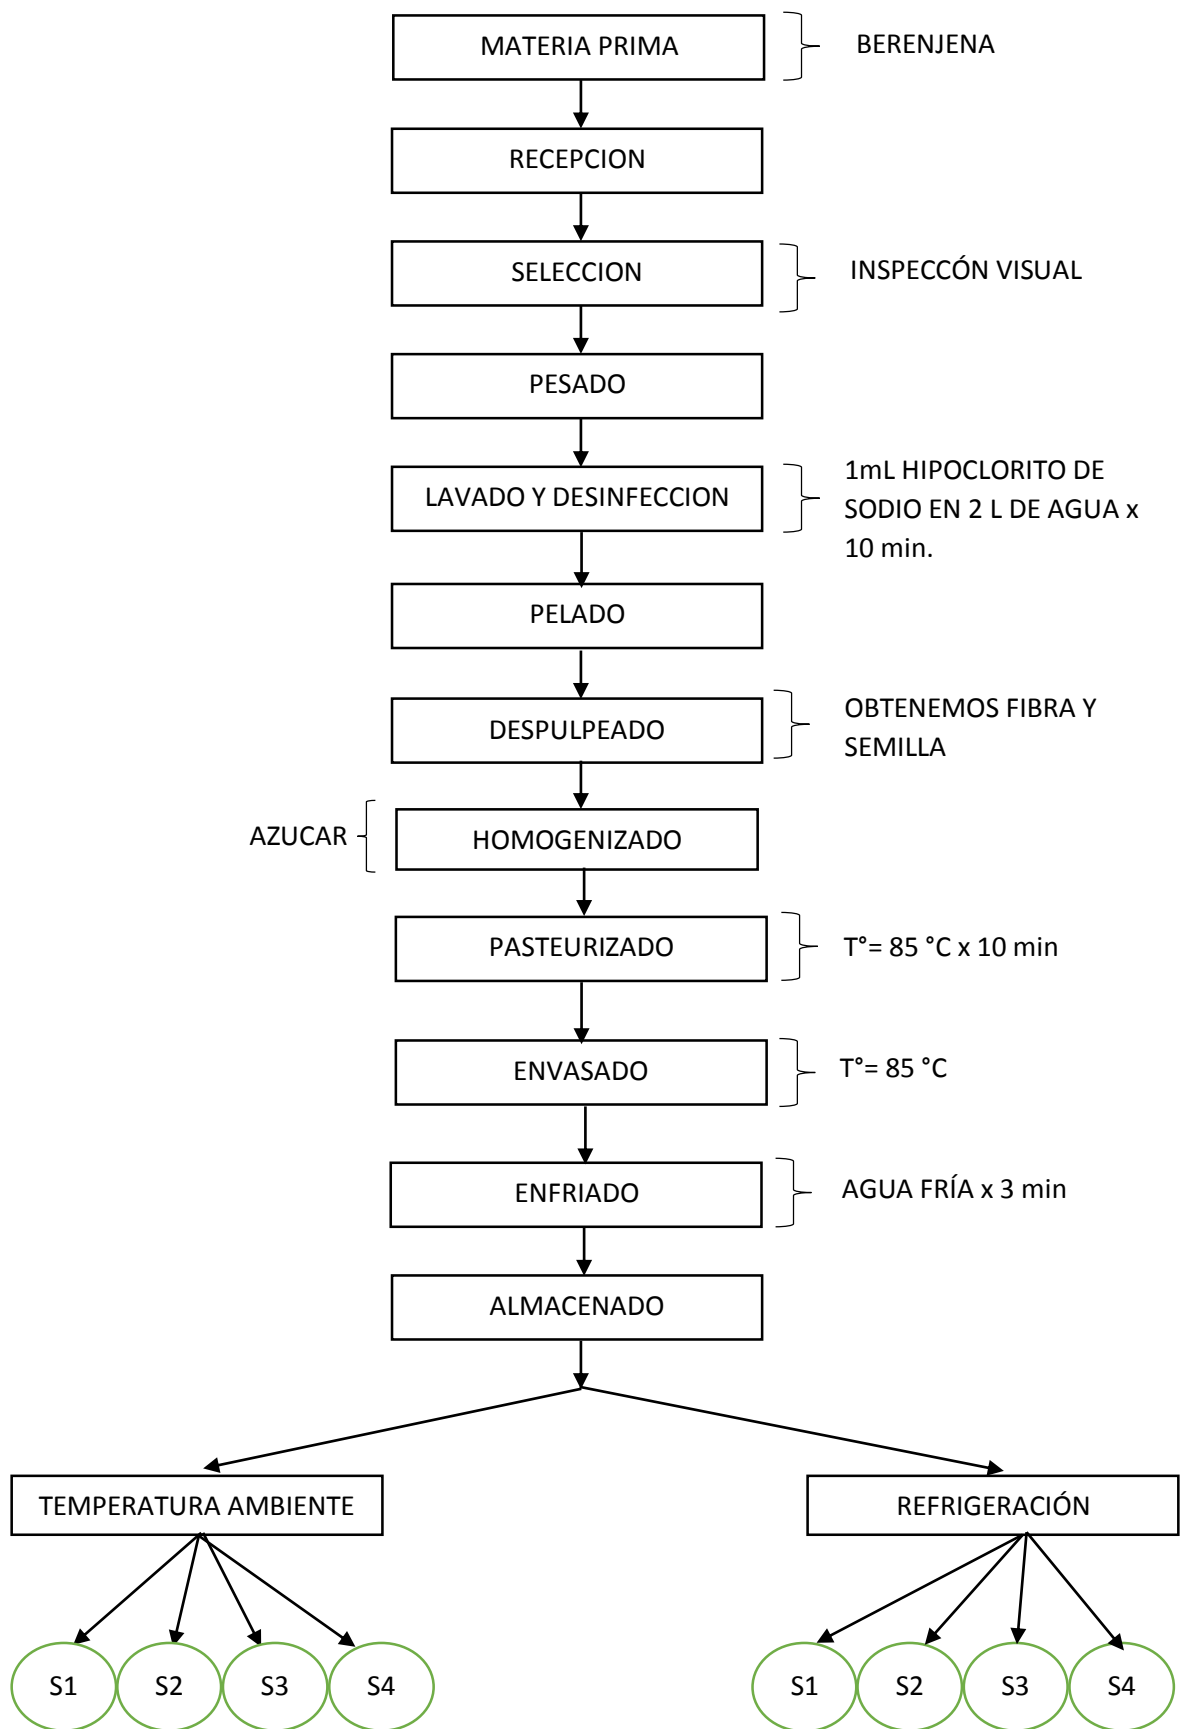 MATERIA PRIMA
BERENJENA
RECEPCION
SELECCION
INSPECCÓN VISUAL
PESADO
LAVADO Y DESINFECCION
1mL HIPOCLORITO DE
SODIO EN 2 L DE AGUA x
10 min.
PELADO
DESPULPEADO
OBTENEMOS FIBRA Y
SEMILLA
AZUCAR
HOMOGENIZADO
PASTEURIZADO
T°= 85 °C x 10 min
ENVASADO
T°= 85 °C
ENFRIADO
AGUA FRÍA x 3 min
ALMACENADO
TEMPERATURA AMBIENTE
REFRIGERACIÓN
S1
S2
S3
S4
S1
S2
S3
S4